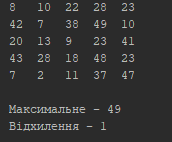 8 10 22 28 23
42 7 38 49 10
20 13 9 23 41
43 28 18 48 23
7 2 11 37 47
Максимальне - 49
Відхилення - 1